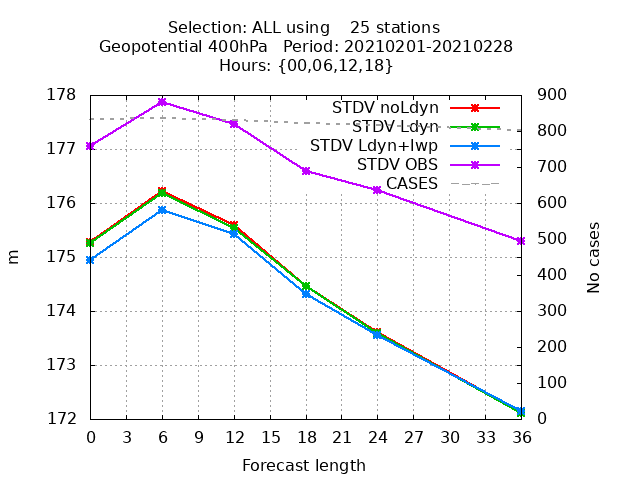 Selection: ALL using    25 stations
Geopotential 400hPa   Period: 20210201-20210228
Hours: {00,06,12,18}
178
177
176
175
174
173
172
m
STDV noLdyn
STDV Ldyn
STDV Ldyn+lwp
STDV OBS
CASES
900
800
700
600
500
400
300
200
100
0
No cases
0 3 6 9 12 15 18 21 24 27 30 33 36
Forecast length